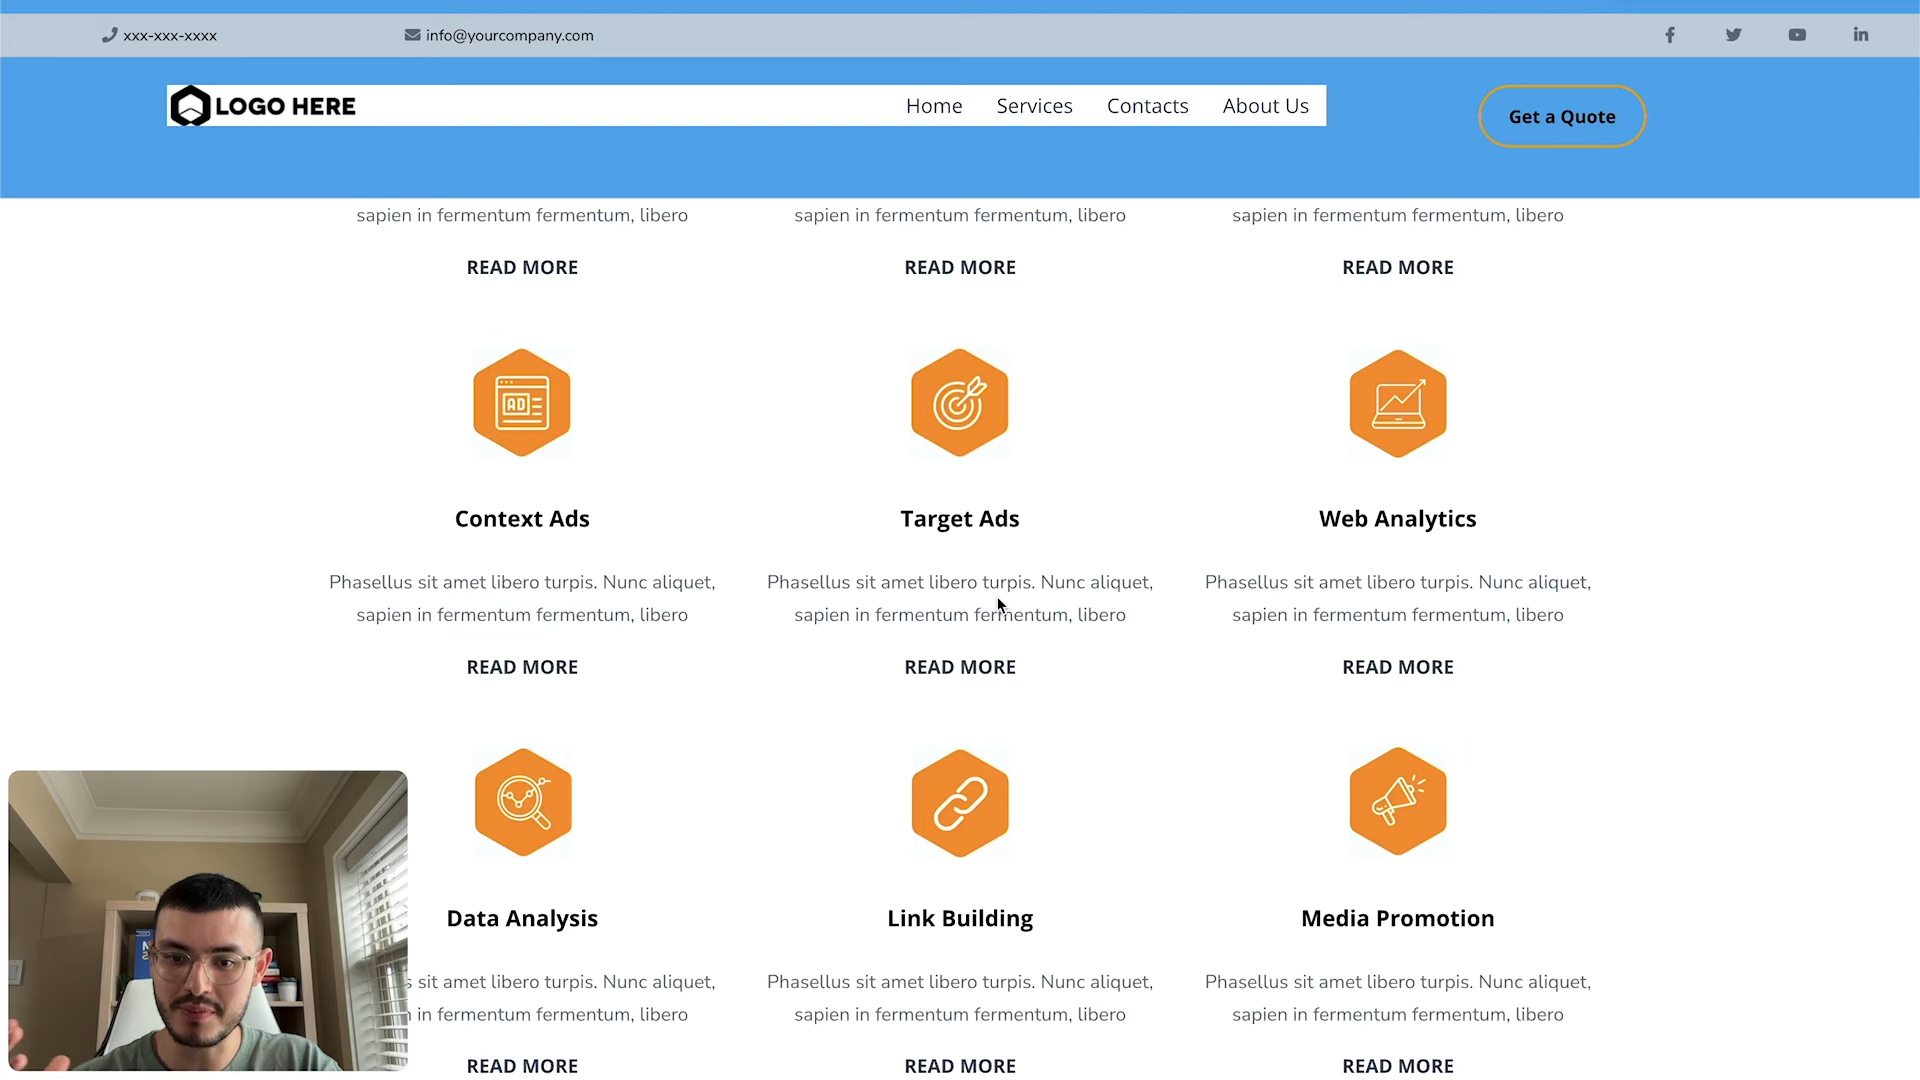 xxx-xxx-xxxx
info@yourcompany.com
LOGO HERE
Home
Services
Contacts
About Us
Get a Quote
sapien in fermentum fermentum, libero
sapien in fermentum fermentum, libero
sapien in fermentum fermentum, libero
READ MORE
READ MORE
READ MORE
AD
Context Ads
Target Ads
Web Analytics
Phasellus sit amet libero turpis. Nunc aliquet,
sapien in fermentum fermentum, libero
Phasellus sit amet libero turpis. Nunc aliquet,
sapien in fermentum fermentum, libero
Phasellus sit amet libero turpis. Nunc aliquet,
sapien in fermentum fermentum, libero
READ MORE
READ MORE
READ MORE
Data Analysis
Link Building
Media Promotion
sit amet libero turpis. Nunc aliquet,
in fermentum fermentum, libero
Phasellus sit amet libero turpis. Nunc aliquet,
sapien in fermentum fermentum, libero
Phasellus sit amet libero turpis. Nunc aliquet,
sapien in fermentum fermentum, libero
READ MORE
READ MORE
READ MORE